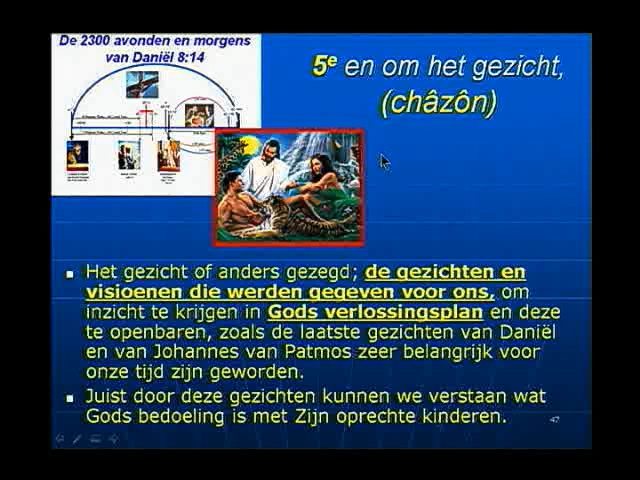 De 2300 avonden en morgens
van Daniël 8:14
5e en om het gezicht,
(châzôn)
Het gezicht of anders gezegd; de gezichten en
visioenen die werden gegeven voor ons, om
inzicht te krijgen in Gods verlossingsplan en deze
te openbaren, zoals de laatste gezichten van Daniël
en van Johannes van Patmos zeer belangrijk voor
onze tijd zijn geworden.
Juist door deze gezichten kunnen we verstaan wat
Gods bedoeling is met Zijn oprechte kinderen.
47